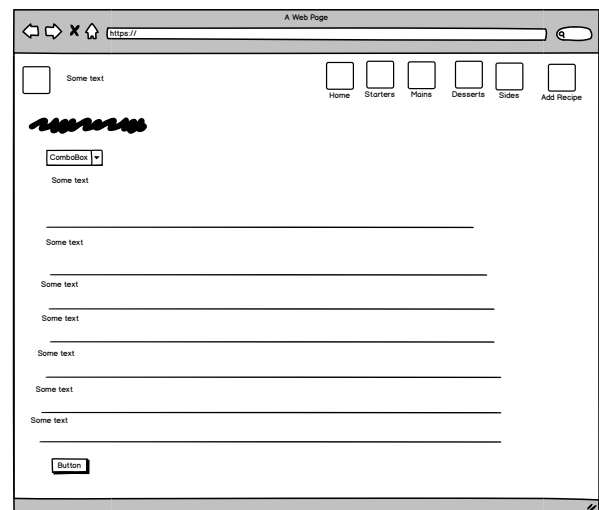 A Web Page
https://
Some text
Home Starters Mains Desserts Sides Add Recipe
ComboBox
Some text
Some text
Some text
Some text
Some text
Some text
Some text
Button